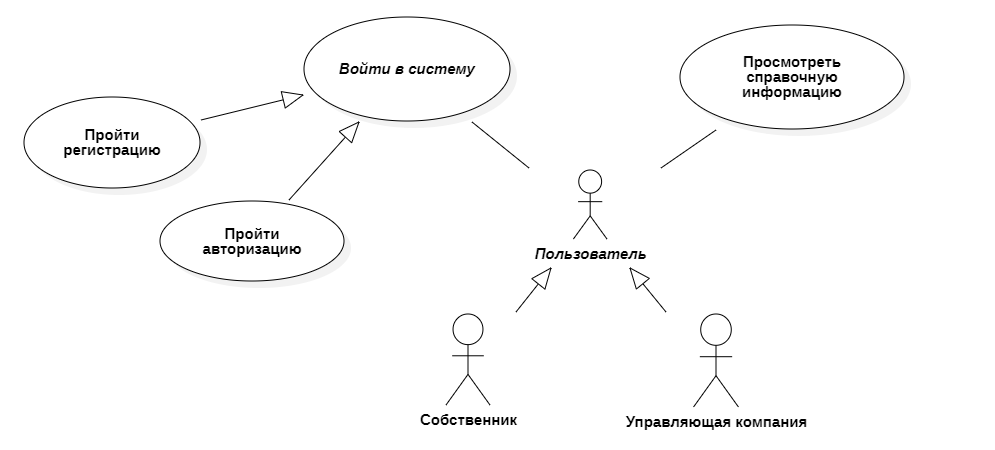 Войти в систему
Просмотреть
справочную
информацию
Пройти
регистрацию
Пройти
авторизацию
Пользователь
Собственник
Управляющая компания